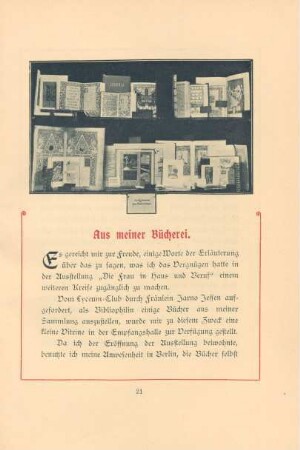 Aus meiner Bücherei.
Es gereicht mir zur Freude, einige Worte der Erläuterung
über das zu sagen, was ich das Vergnügen hatte in
der Ausstellung „Die Frau in Haus und Beruf“ einem
weiteren Kreise zugänglich zu machen.
Vom Lyceum-Club durch Fräulein Jarno Jessen auf-
gefordert, als Bibliophilin einige Bücher aus meiner
Sammlung auszustellen, wurde mir zu diesem Zweck eine
kleine Vitrine in der Empfangshalle zur Verfügung gestellt.
Da ich der Eröffnung der Ausstellung beiwohnte,
benutzte ich meine Anwesenheit in Berlin, die Bücher selbst
21